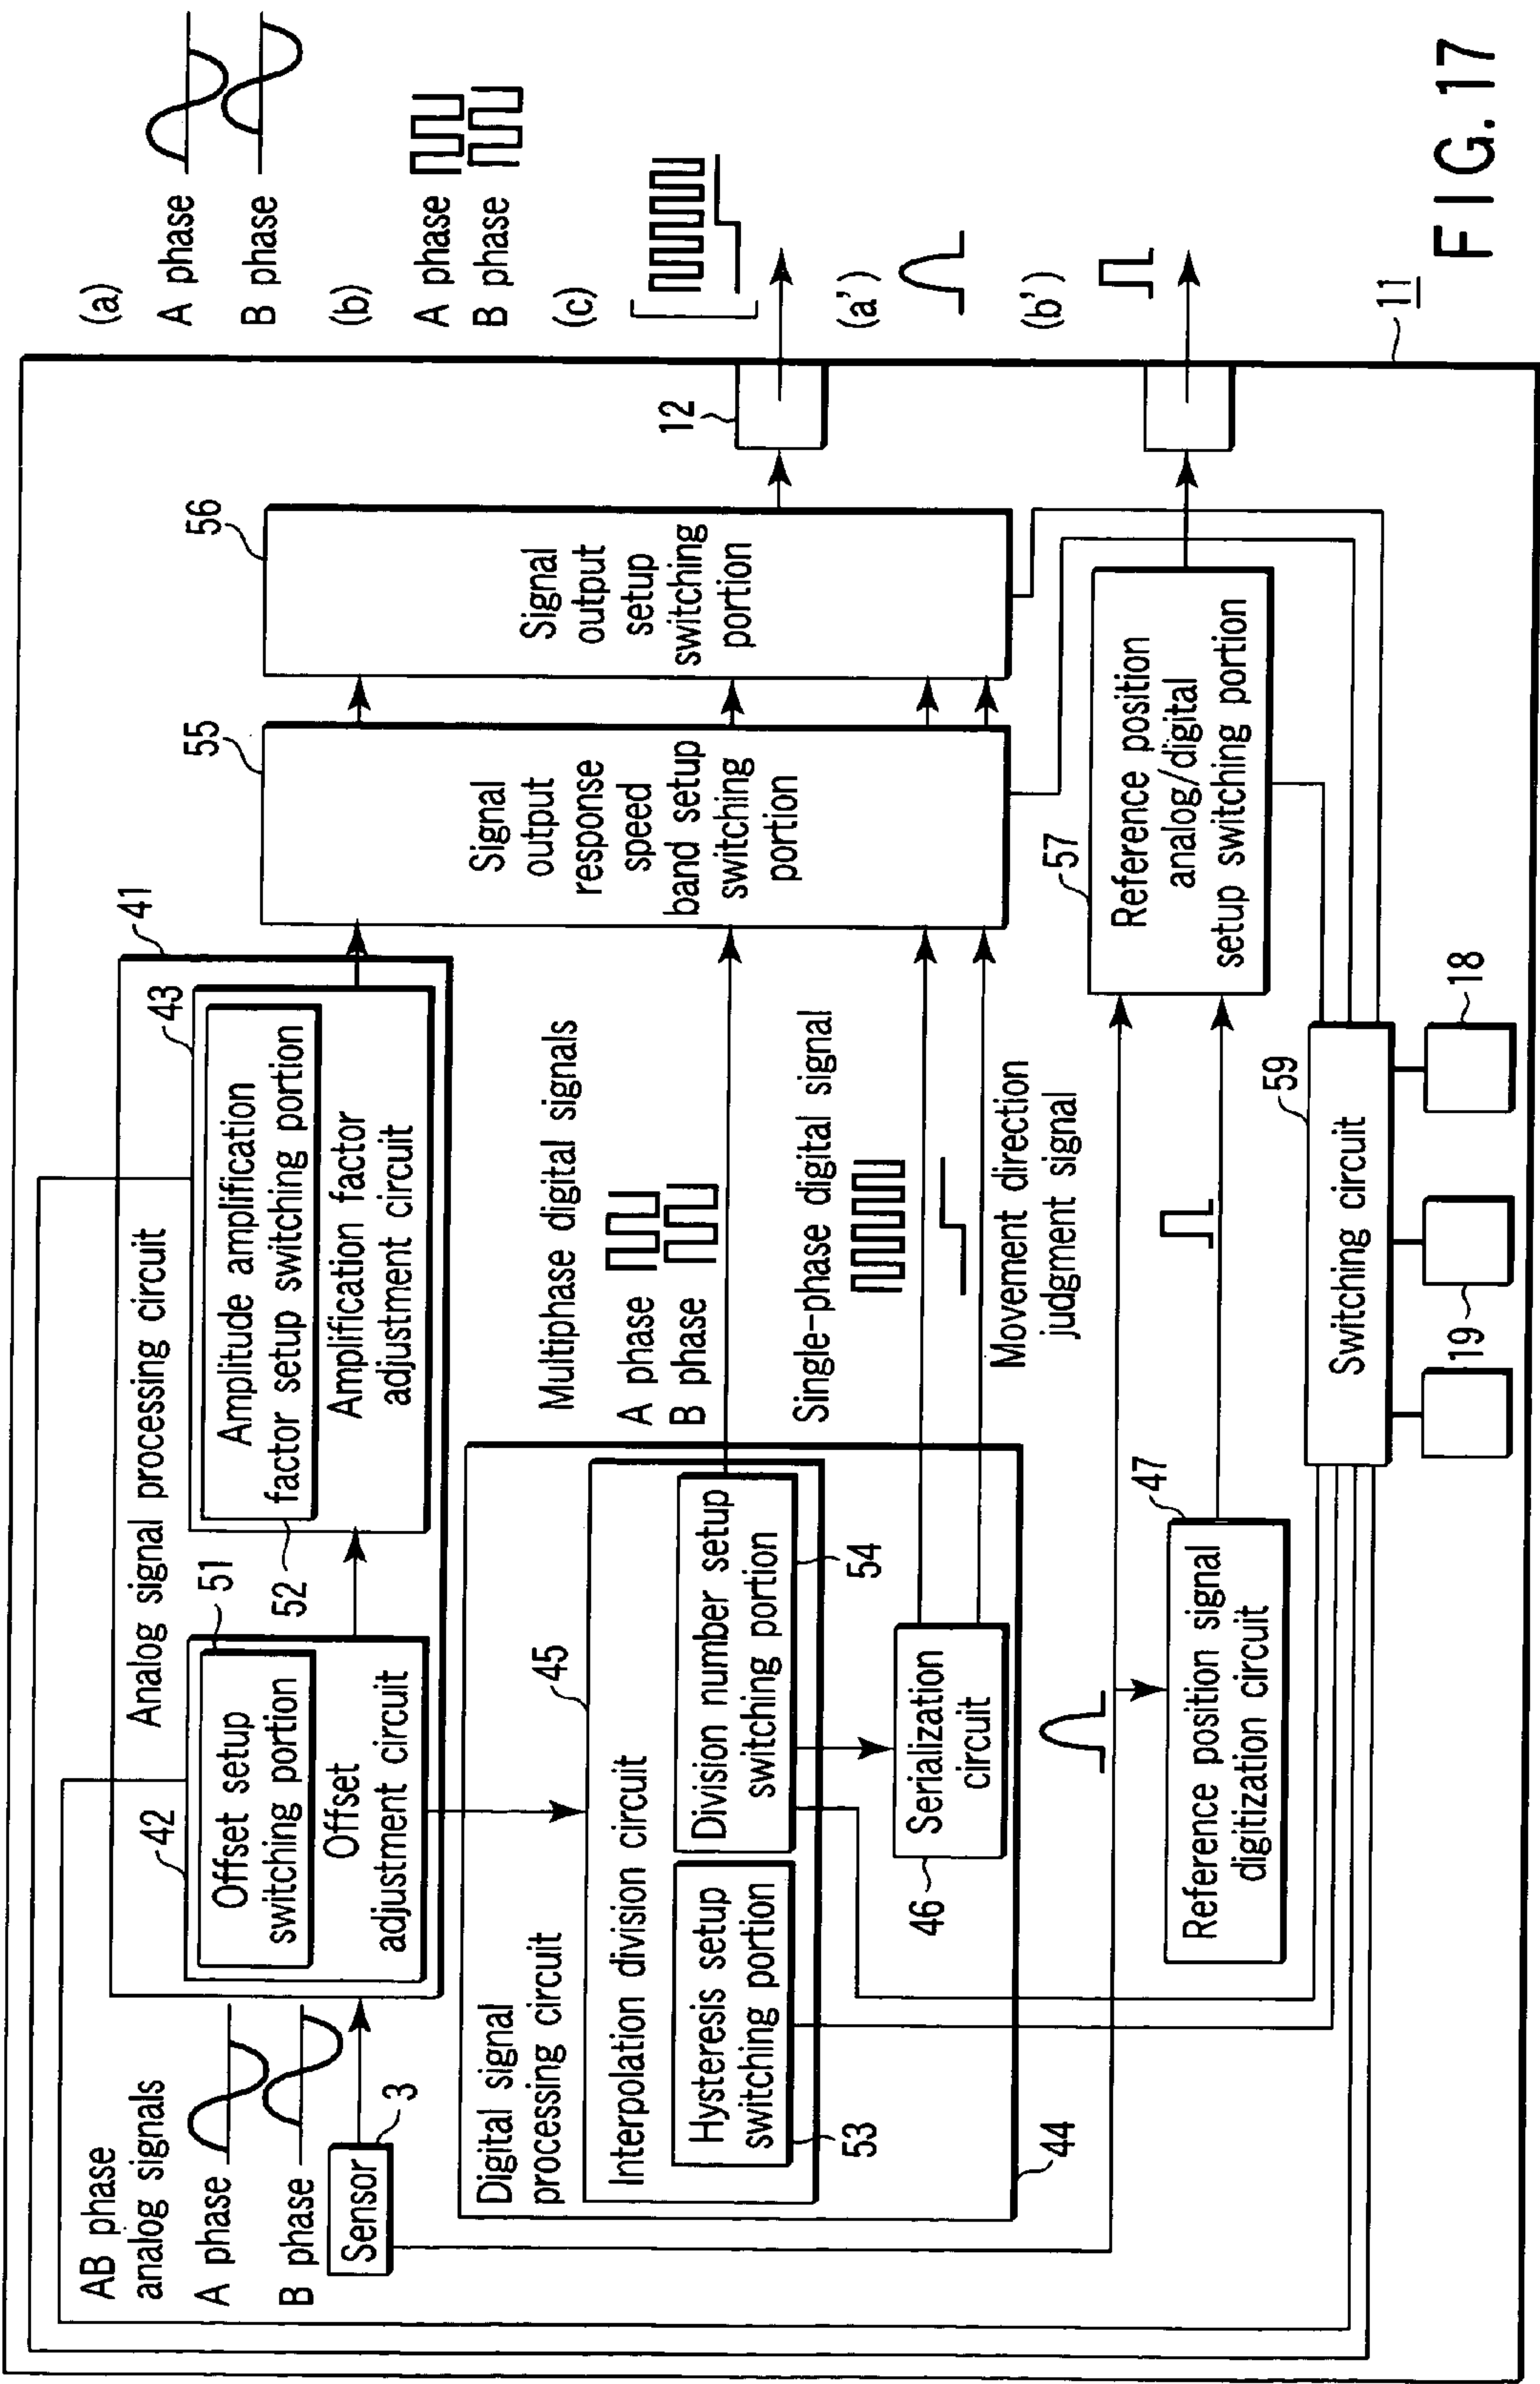 AB phase
analog signals
A phase
B phase
Sensor
3
Analog signal processing circuit
41
42
51
Offset setup
switching portion
Offset
adjustment circuit
52
43
Amplitude amplification
factor setup switching portion
Amplification factor
adjustment circuit
Digital signal
processing circuit
44
45
Interpolation division circuit
Hysteresis setup
switching portion
53
Division number setup
switching portion
54
Serialization
circuit
46
Multiphase digital signals
A phase
B phase
Single-phase digital signal
Movement direction
judgment signal
55
Signal
output
response
speed
band setup
switching
portion
56
Signal
output
setup
switching
portion
12
47
Reference position signal
digitization circuit
57
Reference position
analog/digital
setup switching portion
59
Switching circuit
19
18
(a)
A phase
B phase
(b)
A phase
B phase
(c)
(a')
(b')
11
FIG. 17